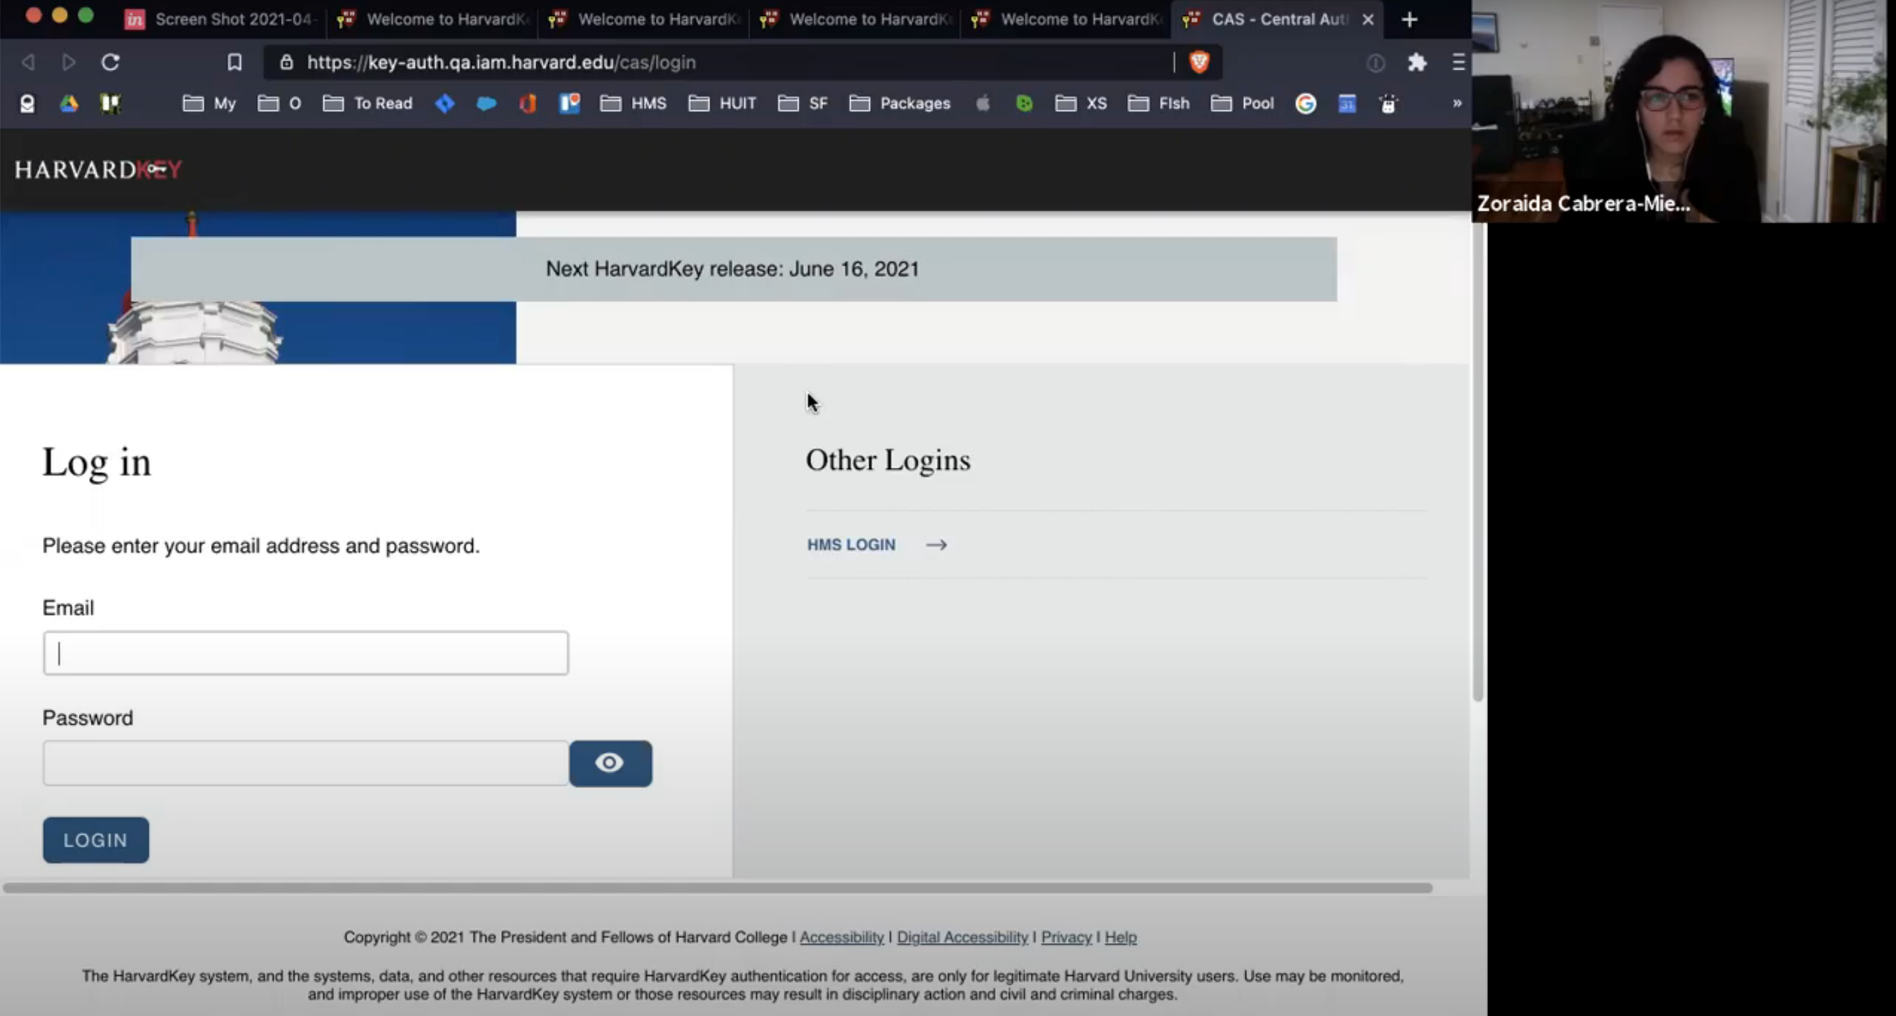 Screen Shot 2021-04-
Welcome to HarvardK
Welcome to HarvardK
Welcome to HarvardK
Welcome to HarvardK
CAS - Central Aut
https://key-auth.qa.iam.harvard.edu/cas/login
My
O
To Read
HMS
HUIT
SF
Packages
XS
FIsh
Pool
HARVARDKEY
Zoraida Cabrera-Mie...
Next HarvardKey release: June 16, 2021
Log in
Please enter your email address and password.
Email
Password
LOGIN
Other Logins
HMS LOGIN →
Copyright © 2021 The President and Fellows of Harvard College | Accessibility | Digital Accessibility | Privacy | Help
The HarvardKey system, and the systems, data, and other resources that require HarvardKey authentication for access, are only for legitimate Harvard University users. Use may be monitored,
and improper use of the HarvardKey system or those resources may result in disciplinary action and civil and criminal charges.